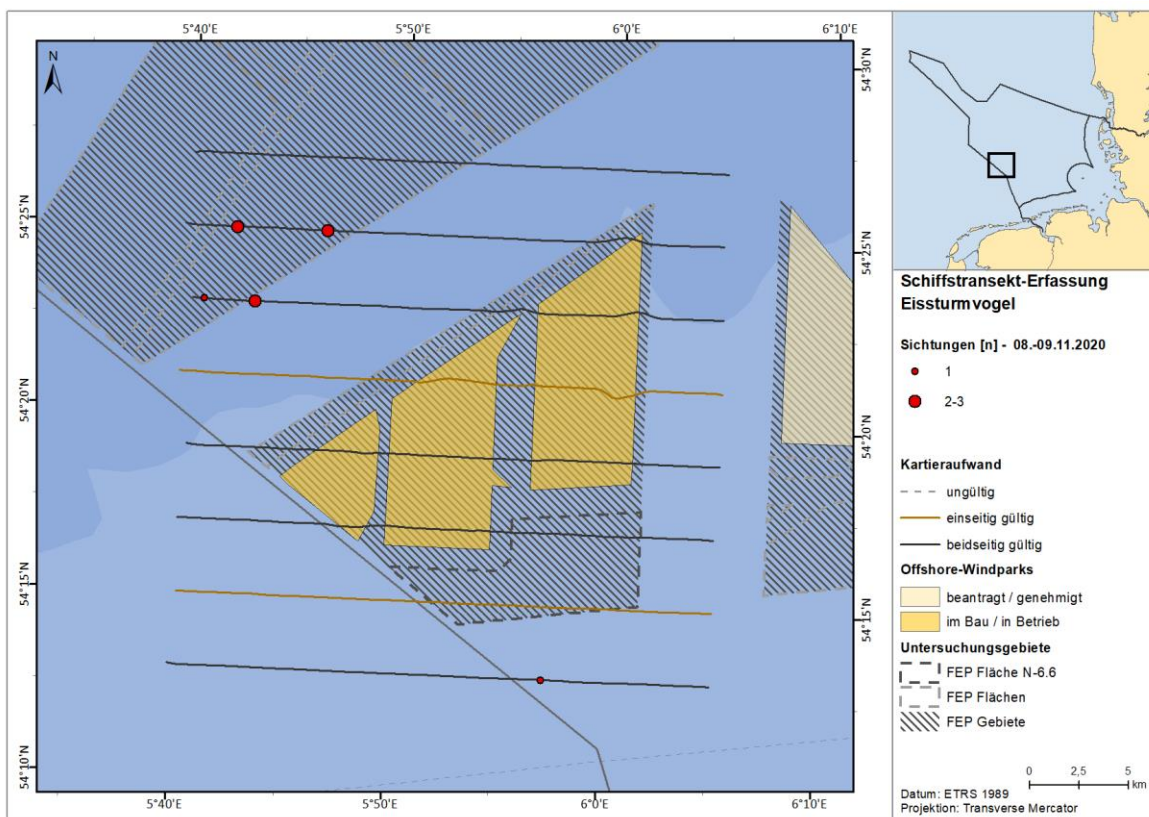 5°40'E 5°50'E 6°0'E 6°10'E
N
54°30'N
54°25'N
54°25'N
54°20'N
54°20'N
54°15'N
54°15'N
54°10'N
5°40'E 5°50'E 6°0'E 6°10'E
Schiffstransekt-Erfassung
Eissturmvogel
Sichtungen [n] - 08.-09.11.2020
1
2-3
Kartieraufwand
ungültig
einseitig gültig
beidseitig gültig
Offshore-Windparks
beantragt / genehmigt
im Bau / in Betrieb
Untersuchungsgebiete
FEP Fläche N-6.6
FEP Flächen
FEP Gebiete
0 2,5 5
km
Datum: ETRS 1989
Projektion: Transverse Mercator